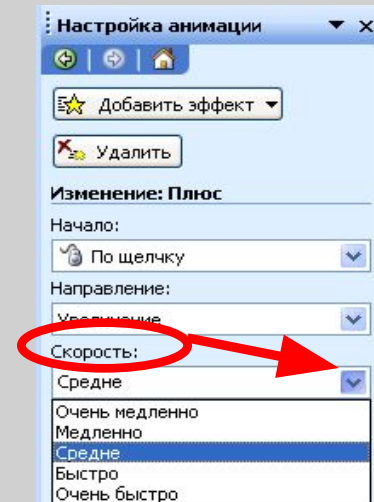 Настройка анимации
Добавить эффект
Удалить
Изменение: Плюс
Начало:
По щелчку
Направление:
Увеличение
Скорость:
Средне
Очень медленно
Медленно
Средне
Быстро
Очень быстро